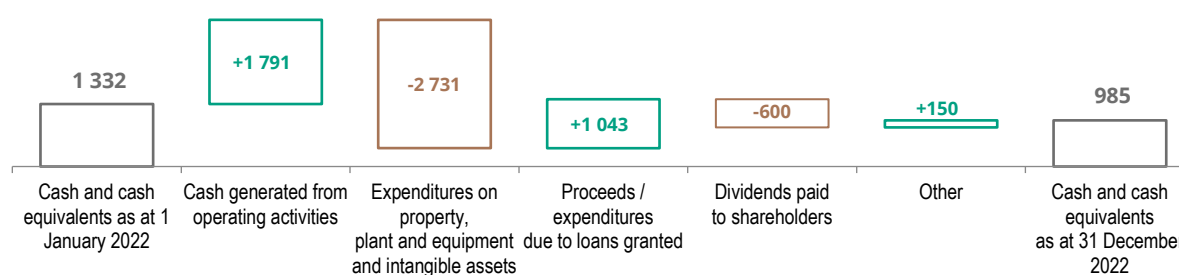 1 332
+1 791
-2 731
+1 043
-600
+150
985
Cash and cash
equivalents as at 1
January 2022
Cash generated from
operating activities
Expenditures on
property,
plant and equipment
and intangible assets
Proceeds /
expenditures
due to loans granted
Dividends paid
to shareholders
Other
Cash and cash
equivalents
as at 31 December
2022